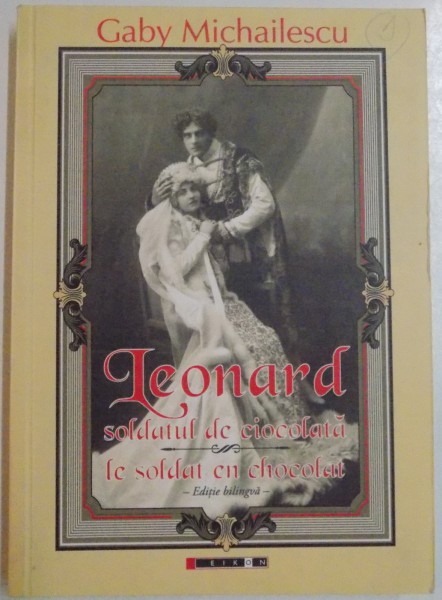 Gaby Michailescu
Leonard
soldatul de ciocolată
le soldat en chocolat
– Ediție bilingvă –
EIKON